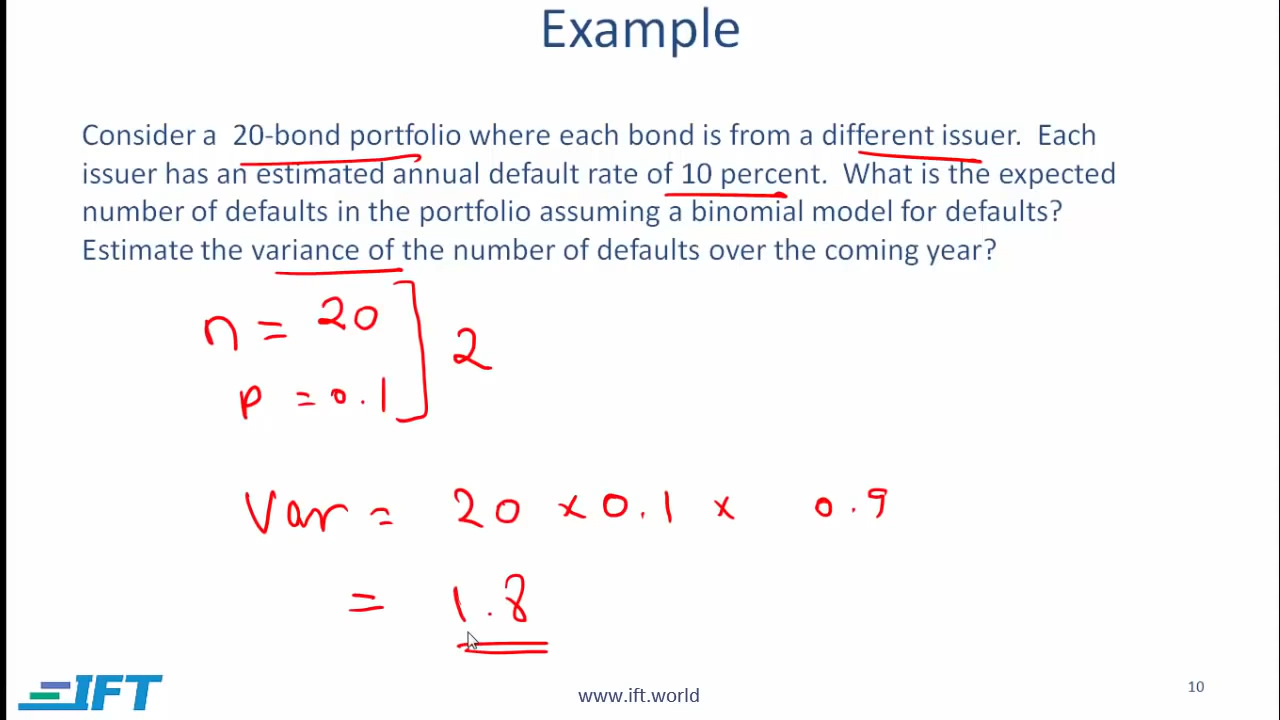 Example
Consider a 20-bond portfolio where each bond is from a different issuer. Each
issuer has an estimated annual default rate of 10 percent. What is the expected
number of defaults in the portfolio assuming a binomial model for defaults?
Estimate the variance of the number of defaults over the coming year?
n = 20
p = 0.1 ] 2
Var = 20 × 0.1 × 0.9
= 1.8
IFT
www.ift.world
10